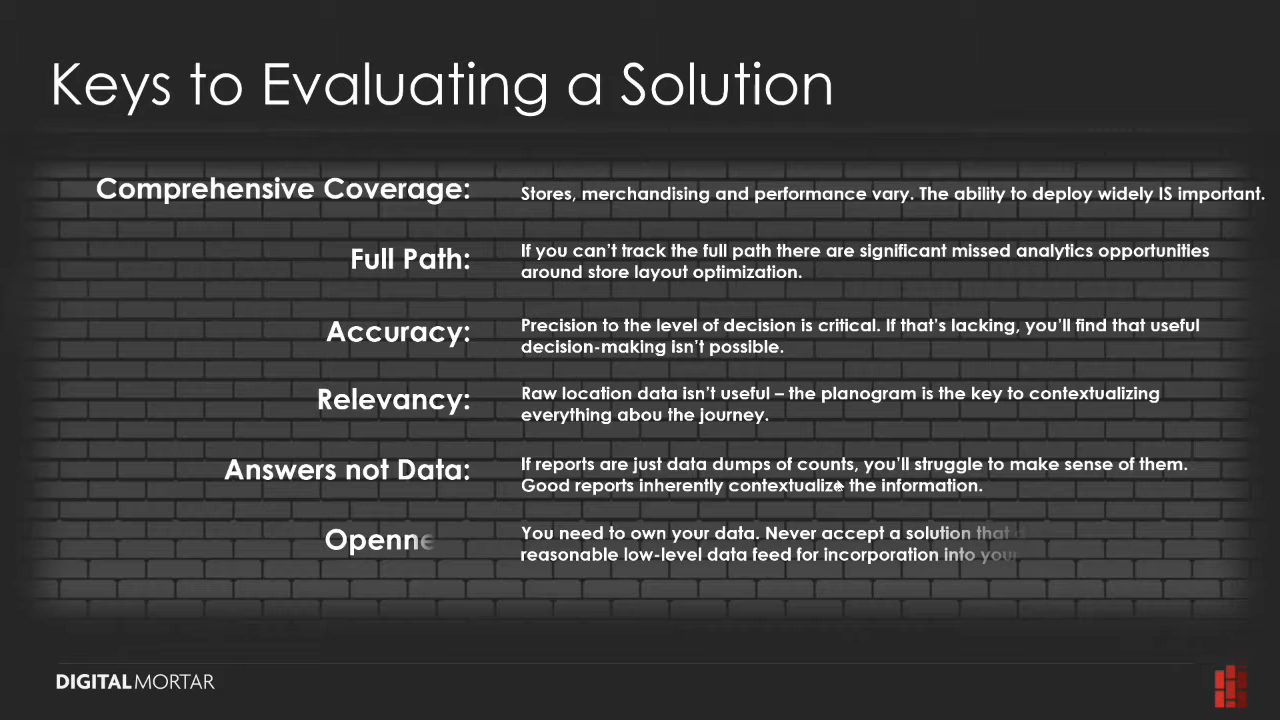 Keys to Evaluating a Solution
Comprehensive Coverage:
Stores, merchandising and performance vary. The ability to deploy widely IS important.
Full Path:
If you can't track the full path there are significant missed analytics opportunities
around store layout optimization.
Accuracy:
Precision to the level of decision is critical. If that's lacking, you'll find that useful
decision-making isn't possible.
Relevancy:
Raw location data isn't useful – the planogram is the key to contextualizing
everything abou the journey.
Answers not Data:
If reports are just data dumps of counts, you'll struggle to make sense of them.
Good reports inherently contextualize the information.
Openne
You need to own your data. Never accept a solution that
reasonable low-level data feed for incorporation into your
DIGITALMORTAR